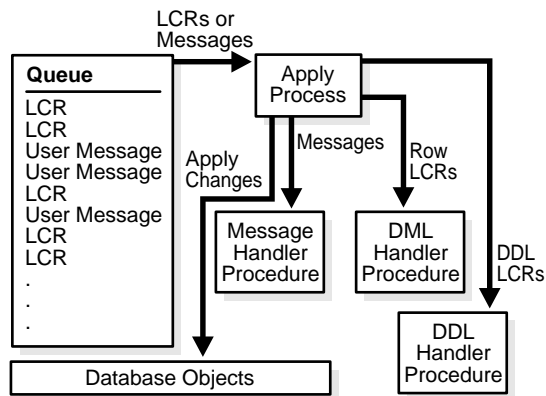 LCRs or
Messages
Queue
LCR
LCR
User Message
User Message
LCR
User Message
LCR
LCR
.
.
.
Apply
Process
Apply
Changes
Messages
Row
LCRs
DDL
LCRs
Message
Handler
Procedure
DML
Handler
Procedure
DDL
Handler
Procedure
Database Objects